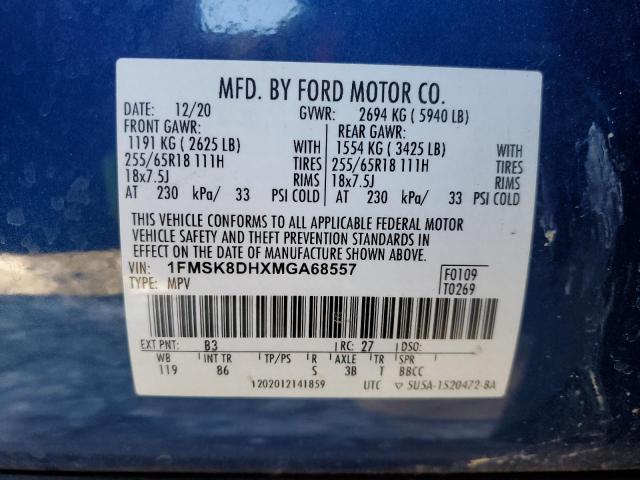 MFD. BY FORD MOTOR CO.
DATE: 12/20 GVWR: 2694 KG ( 5940 LB)
FRONT GAWR: REAR GAWR:
1191 KG ( 2625 LB) WITH 1554 KG ( 3425 LB) WITH
255/65R18 111H TIRES 255/65R18 111H TIRES
18x7.5J RIMS 18x7.5J RIMS
AT 230 kPa/ 33 PSI COLD AT 230 kPa/ 33 PSI COLD
THIS VEHICLE CONFORMS TO ALL APPLICABLE FEDERAL MOTOR
VEHICLE SAFETY AND THEFT PREVENTION STANDARDS IN
EFFECT ON THE DATE OF MANUFACTURE SHOWN ABOVE.
VIN: 1FMSK8DHXMGA68557 F0109
TYPE: MPV T0269
EXT PNT: B3 RC: 27 DSO:
WB INT TR TP/PS R AXLE TR SPR
119 86 S 3B T BBCC
1202012141859 UTC ▽ 5U5A-1520472-BA